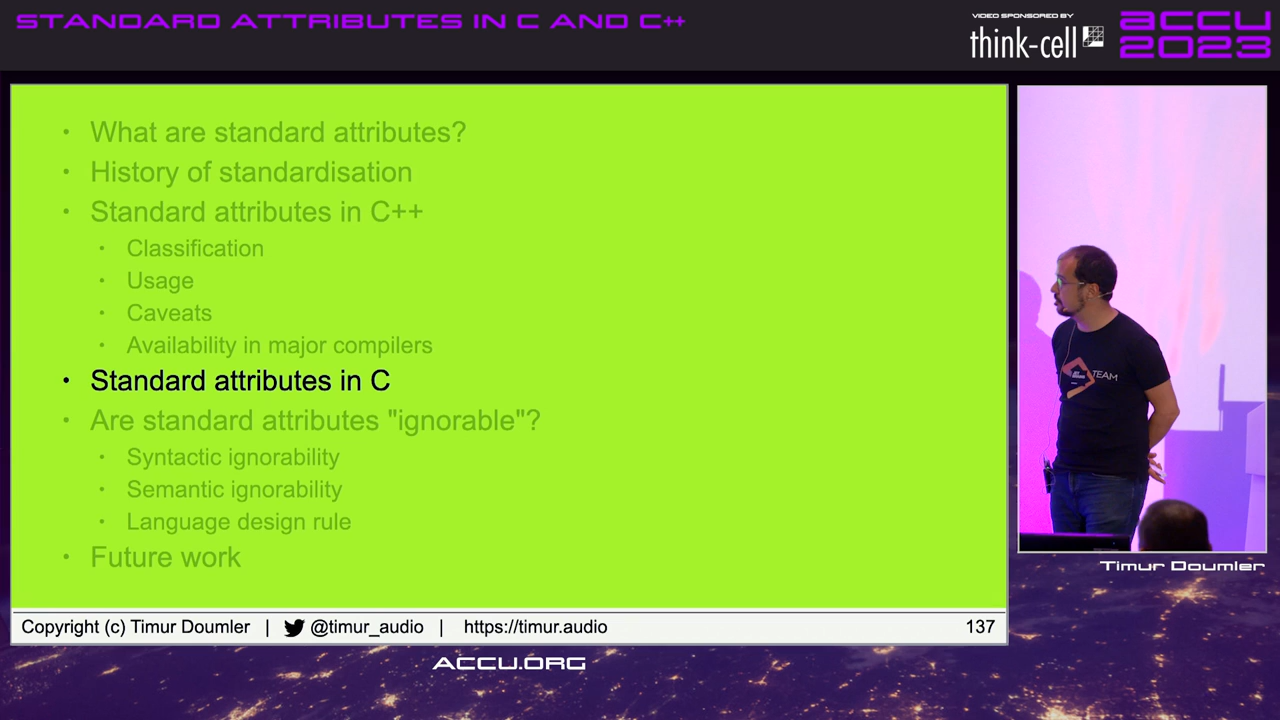 STANDARD ATTRIBUTES IN C AND C++
VIDEO SPONSORED BY
think-cell
ACCU
2023
• What are standard attributes?
• History of standardisation
• Standard attributes in C++
• Classification
• Usage
• Caveats
• Availability in major compilers
• Standard attributes in C
• Are standard attributes "ignorable"?
• Syntactic ignorability
• Semantic ignorability
• Language design rule
• Future work
TEAM
Timur Doumler
Copyright (c) Timur Doumler | @timur_audio | https://timur.audio 137
ACCU.ORG